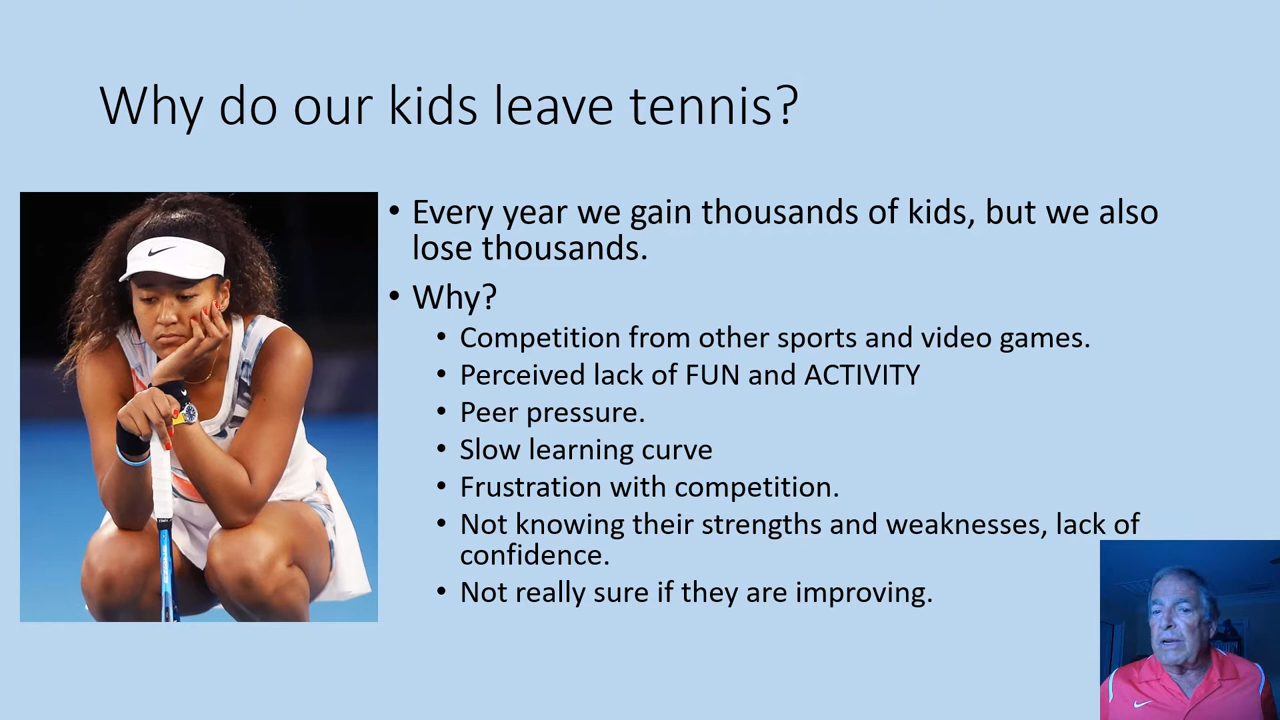 Why do our kids leave tennis?
• Every year we gain thousands of kids, but we also
lose thousands.
• Why?
• Competition from other sports and video games.
• Perceived lack of FUN and ACTIVITY
• Peer pressure.
• Slow learning curve
• Frustration with competition.
• Not knowing their strengths and weaknesses, lack of
confidence.
• Not really sure if they are improving.